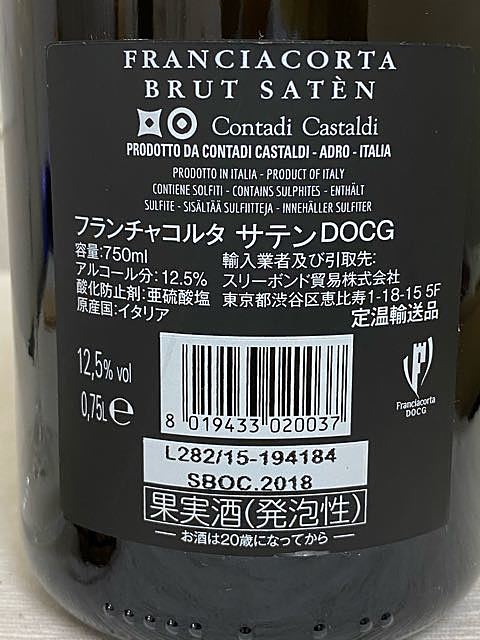 FRANCIACORTA
BRUT SATÈN
Contadi Castaldi
PRODOTTO DA CONTADI CASTALDI - ADRO - ITALIA
PRODOTTO IN ITALIA - PRODUCT OF ITALY
CONTIENE SOLFITI - CONTAINS SULPHITES - ENTHÄLT
SULFITE - SISÄLTÄÄ SULFIITTEJA - INNEHÅLLER SULFITER
フランチャコルタ サテンDOCG
容量:750ml
アルコール分:12.5%
酸化防止剤:亜硫酸塩
原産国:イタリア
輸入業者及び引取先:
スリーボンド貿易株式会社
東京都渋谷区恵比寿1-18-15 5F
定温輸送品
12,5% vol
0,75L e
8 019433 020037
Franciacorta
DOCG
L282/15-194184
SBOC.2018
果実酒(発泡性)
お酒は20歳になってから